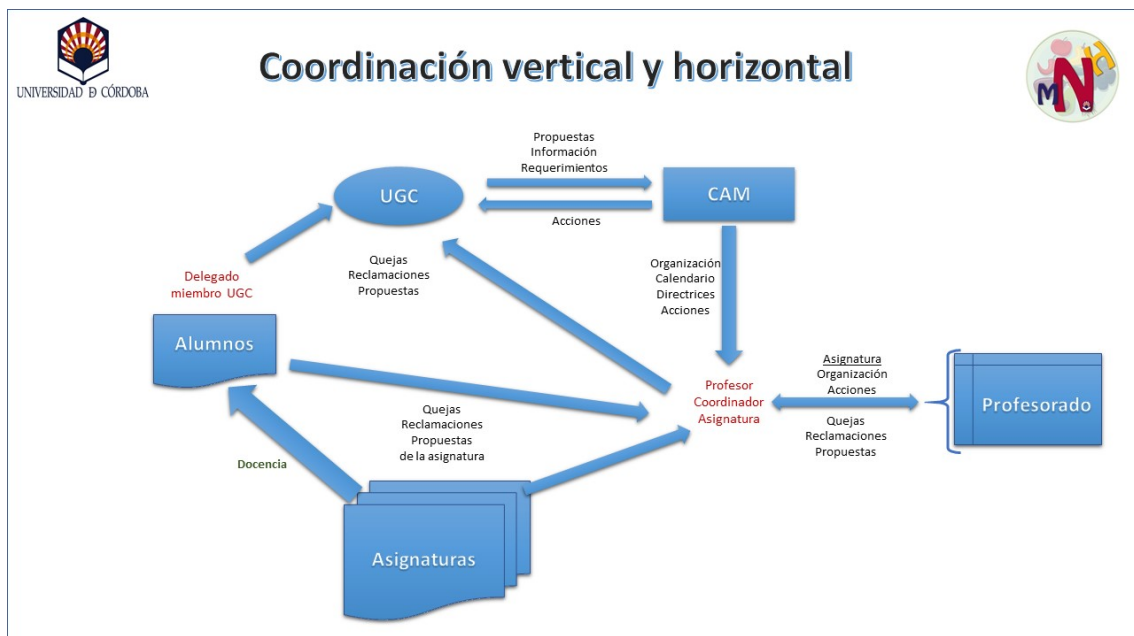 Coordinación vertical y horizontal
UNIVERSIDAD Ð CÓRDOBA
M N H
Propuestas
Información
Requerimientos
UGC
CAM
Acciones
Quejas
Reclamaciones
Propuestas
Organización
Calendario
Directrices
Acciones
Delegado
miembro UGC
Alumnos
Asignatura
Organización
Acciones
Profesor
Coordinador
Asignatura
Profesorado
Quejas
Reclamaciones
Propuestas
Quejas
Reclamaciones
Propuestas
de la asignatura
Docencia
Asignaturas